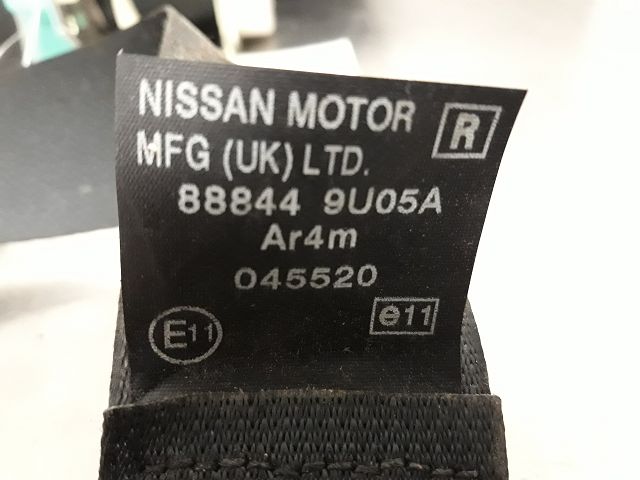 NISSAN MOTOR R
MFG (UK) LTD.
88844 9U05A
Ar4m
045520
E11 e11